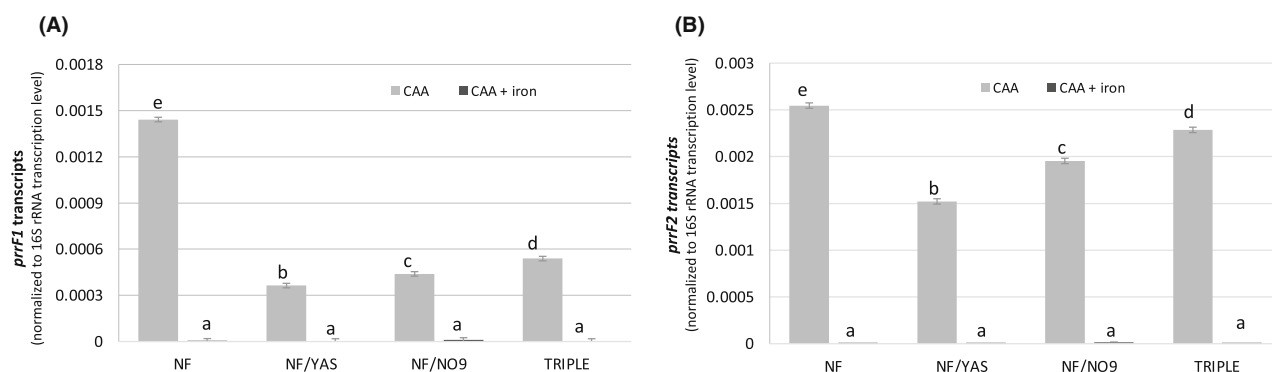 (A)
prrF1 transcripts
(normalized to 16S rRNA transcription level)
0.0018
0.0015
0.0012
0.0009
0.0006
0.0003
0
CAA CAA + iron
e a b a c a d a
NF NF/YAS NF/NO9 TRIPLE
(B)
prrF2 transcripts
(normalized to 16S rRNA transcription level)
0.003
0.0025
0.002
0.0015
0.001
0.0005
0
CAA CAA + iron
e a b a c a d a
NF NF/YAS NF/NO9 TRIPLE